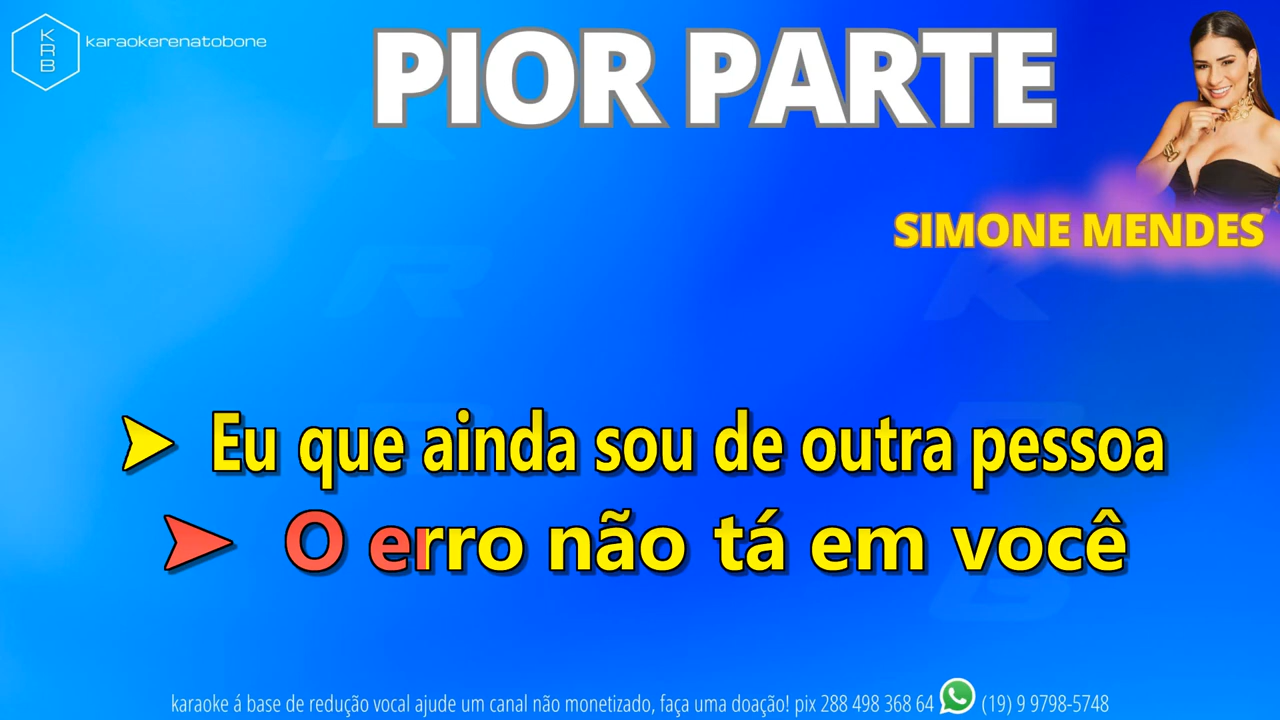 KRB
karaokerenatobone
PIOR PARTE
SIMONE MENDES
Eu que ainda sou de outra pessoa
O erro não tá em você
karaoke á base de redução vocal ajude um canal não monetizado, faça uma doação! pix 288 498 368 64 (19) 9 9798-5748